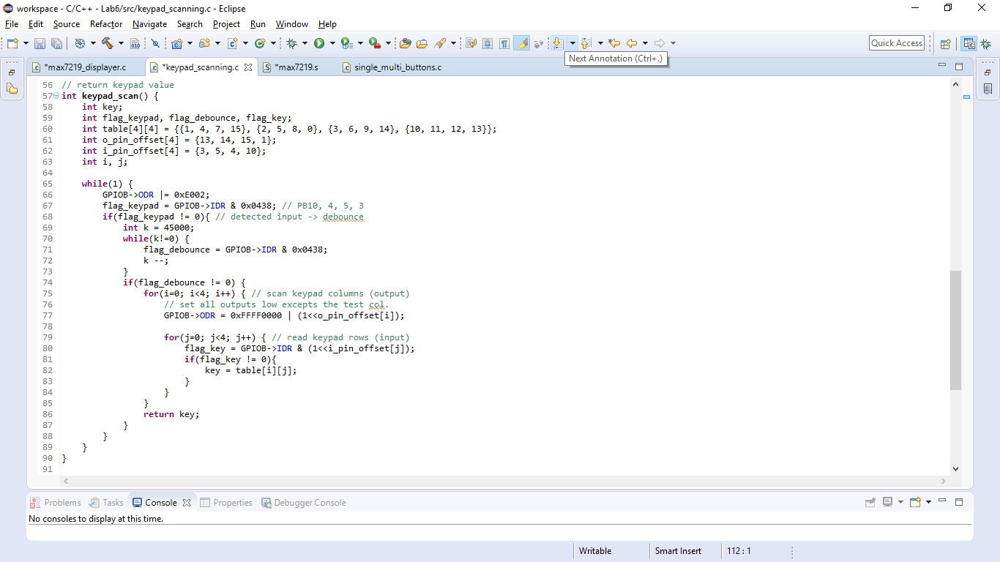 workspace - C/C++ - Lab6/src/keypad_scanning.c - Eclipse
File Edit Source Refactor Navigate Search Project Run Window Help
Quick Access
Next Annotation (Ctrl+.)
*max7219_displayer.c *keypad_scanning.c *max7219.s single_multi_buttons.c
56 // return keypad value
57 int keypad_scan() {
58     int key;
59     int flag_keypad, flag_debounce, flag_key;
60     int table[4][4] = {{1, 4, 7, 15}, {2, 5, 8, 0}, {3, 6, 9, 14}, {10, 11, 12, 13}};
61     int o_pin_offset[4] = {13, 14, 15, 1};
62     int i_pin_offset[4] = {3, 5, 4, 10};
63     int i, j;
64
65     while(1) {
66         GPIOB->ODR |= 0xE002;
67         flag_keypad = GPIOB->IDR & 0x0438; // PB10, 4, 5, 3
68         if(flag_keypad != 0){ // detected input -> debounce
69             int k = 45000;
70             while(k!=0) {
71                 flag_debounce = GPIOB->IDR & 0x0438;
72                 k --;
73             }
74             if(flag_debounce != 0) {
75                 for(i=0; i<4; i++) { // scan keypad columns (output)
76                     // set all outputs low excepts the test col.
77                     GPIOB->ODR = 0xFFFF0000 | (1<<o_pin_offset[i]);
78
79                     for(j=0; j<4; j++) { // read keypad rows (input)
80                         flag_key = GPIOB->IDR & (1<<i_pin_offset[j]);
81                         if(flag_key != 0){
82                             key = table[i][j];
83                         }
84                     }
85                 }
86                 return key;
87             }
88         }
89     }
90 }
91
Problems Tasks Console Properties Debugger Console
No consoles to display at this time.
Writable Smart Insert 112 : 1